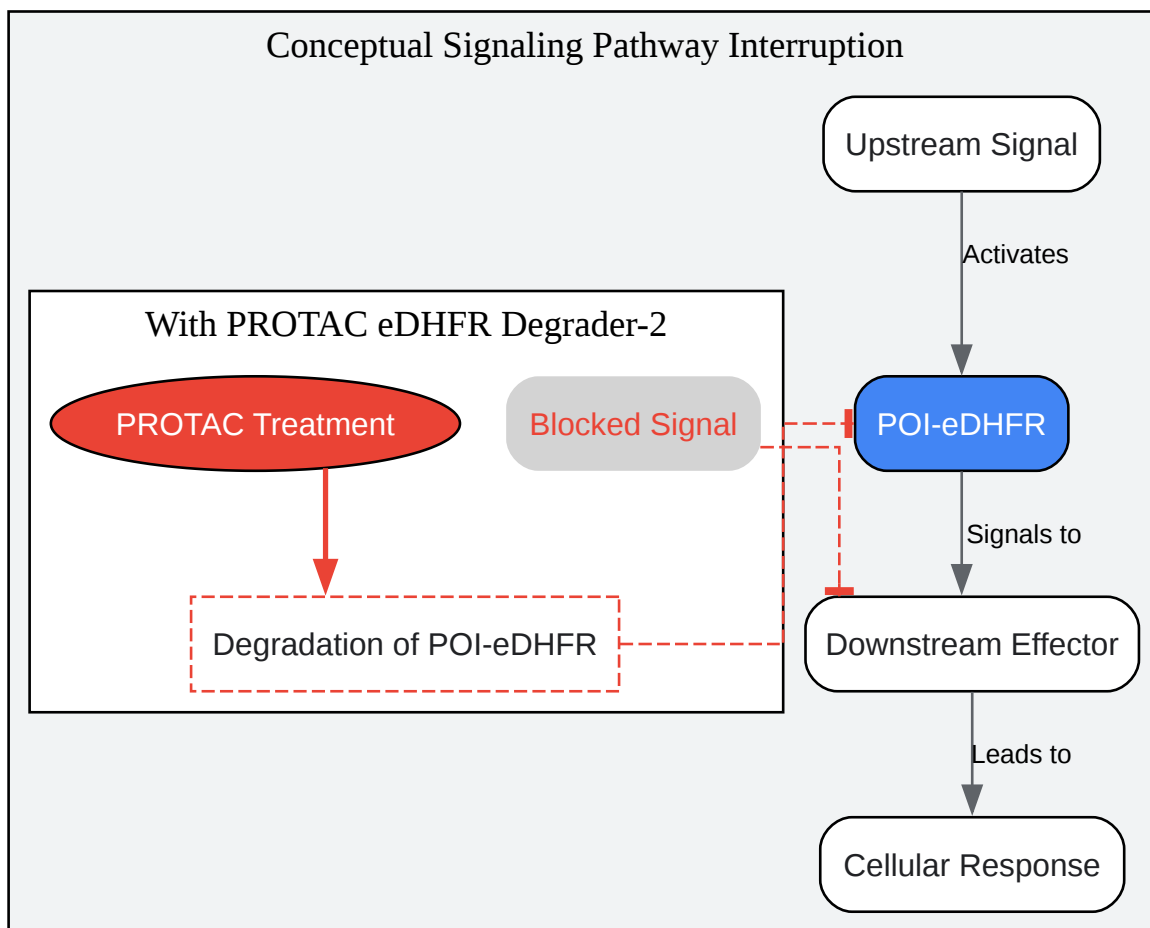 Conceptual Signaling Pathway Interruption
Upstream Signal
Activates
With PROTAC eDHFR Degrader-2
PROTAC Treatment
Blocked Signal
POI-eDHFR
Signals to
Degradation of POI-eDHFR
Downstream Effector
Leads to
Cellular Response